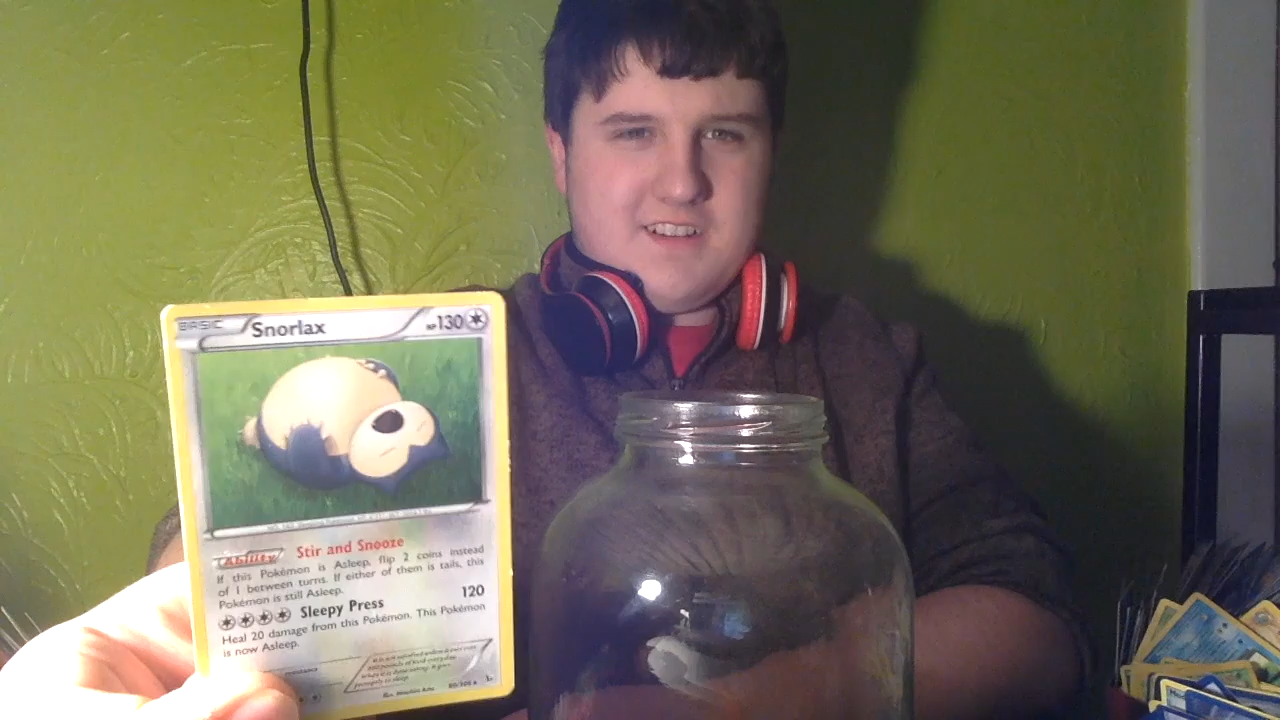 BASIC Snorlax HP130
Ability Stir and Snooze
If this Pokémon is Asleep, flip 2 coins instead
of 1 between turns. If either of them is tails, this
Pokémon is still Asleep.
Sleepy Press 120
Heal 20 damage from this Pokémon. This Pokémon
is now Asleep.